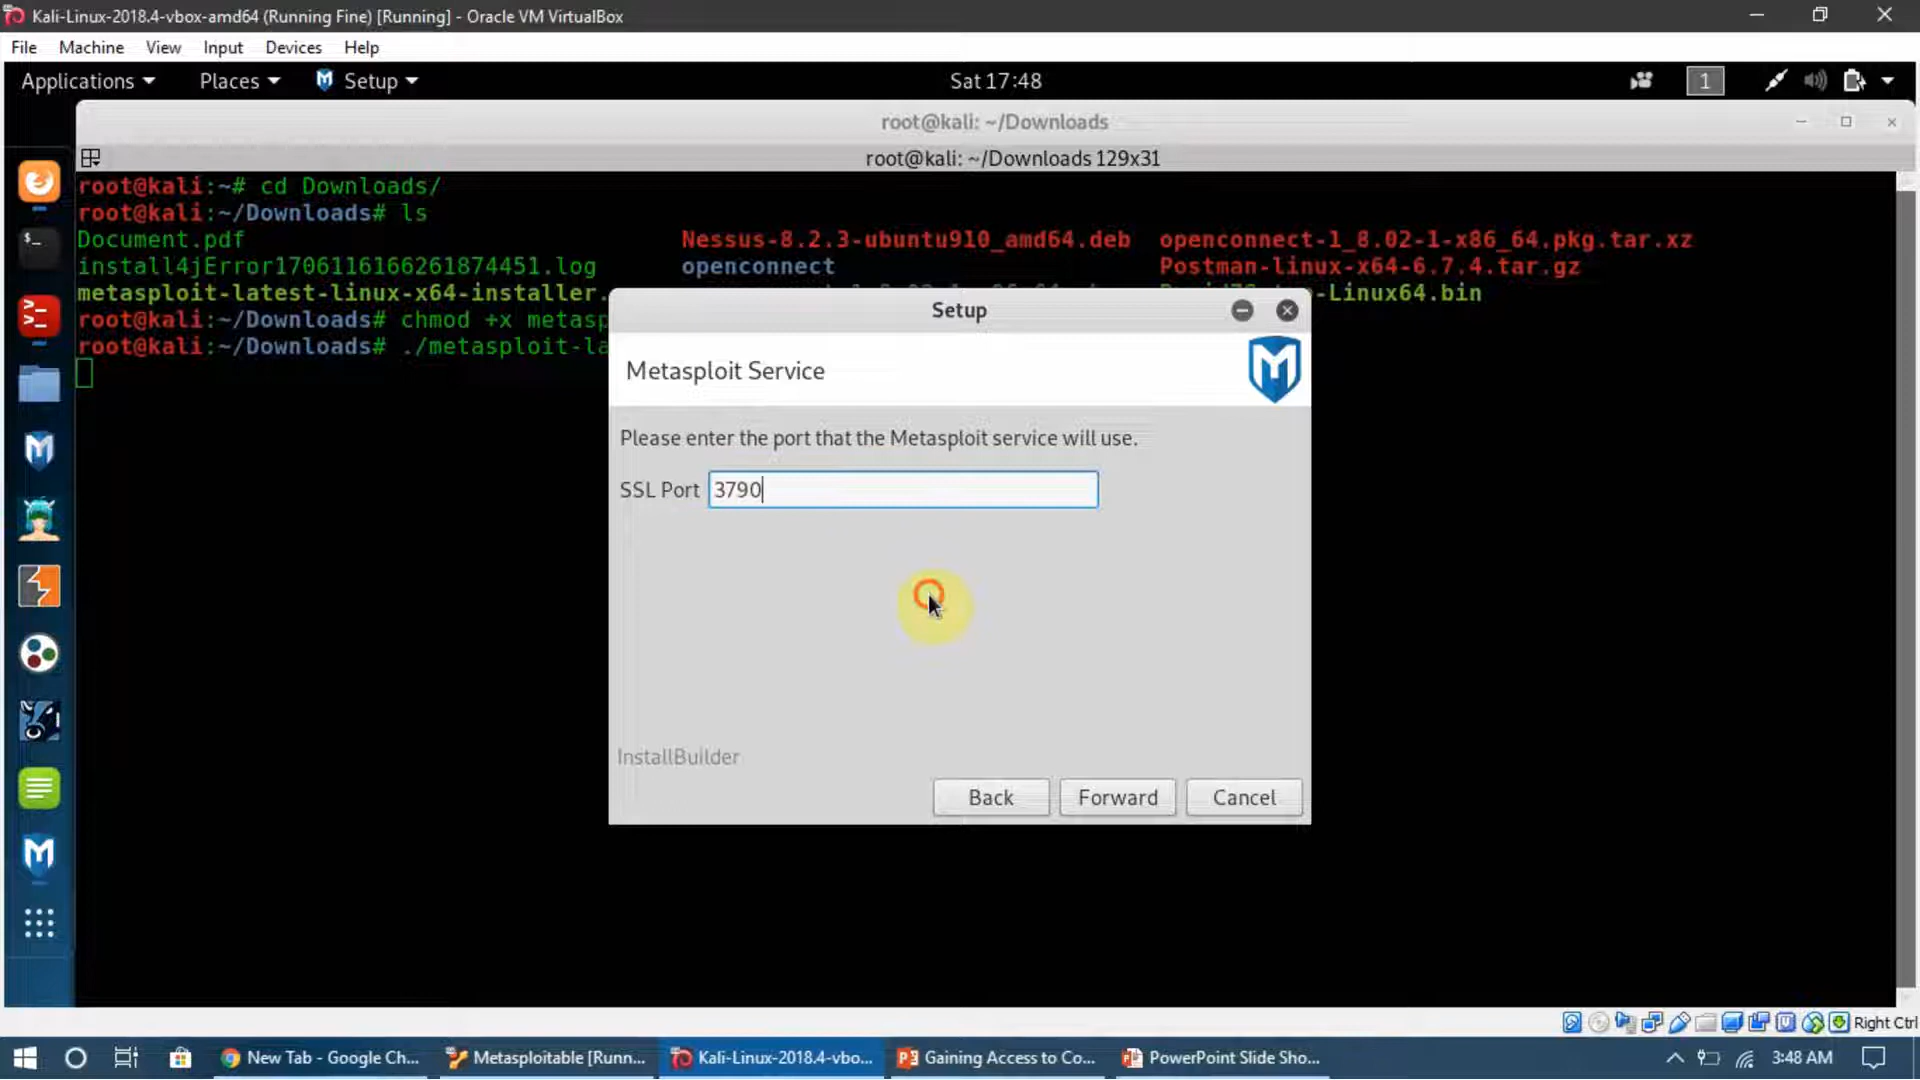 Kali-Linux-2018.4-vbox-amd64 (Running Fine) [Running] - Oracle VM VirtualBox
File Machine View Input Devices Help
Applications Places Setup Sat 17:48 1
root@kali: ~/Downloads
root@kali: ~/Downloads 129x31
root@kali:~# cd Downloads/
root@kali:~/Downloads# ls
Document.pdf Nessus-8.2.3-ubuntu910_amd64.deb openconnect-1_8.02-1-x86_64.pkg.tar.xz
install4jError1706116166261874451.log openconnect Postman-linux-x64-6.7.4.tar.gz
metasploit-latest-linux-x64-installer. -Linux64.bin
root@kali:~/Downloads# chmod +x metasp
root@kali:~/Downloads# ./metasploit-la
Setup
Metasploit Service
Please enter the port that the Metasploit service will use.
SSL Port 3790
InstallBuilder
Back Forward Cancel
Right Ctrl
New Tab - Google Ch... Metasploitable [Runn... Kali-Linux-2018.4-vbo... Gaining Access to Co... PowerPoint Slide Sho... 3:48 AM